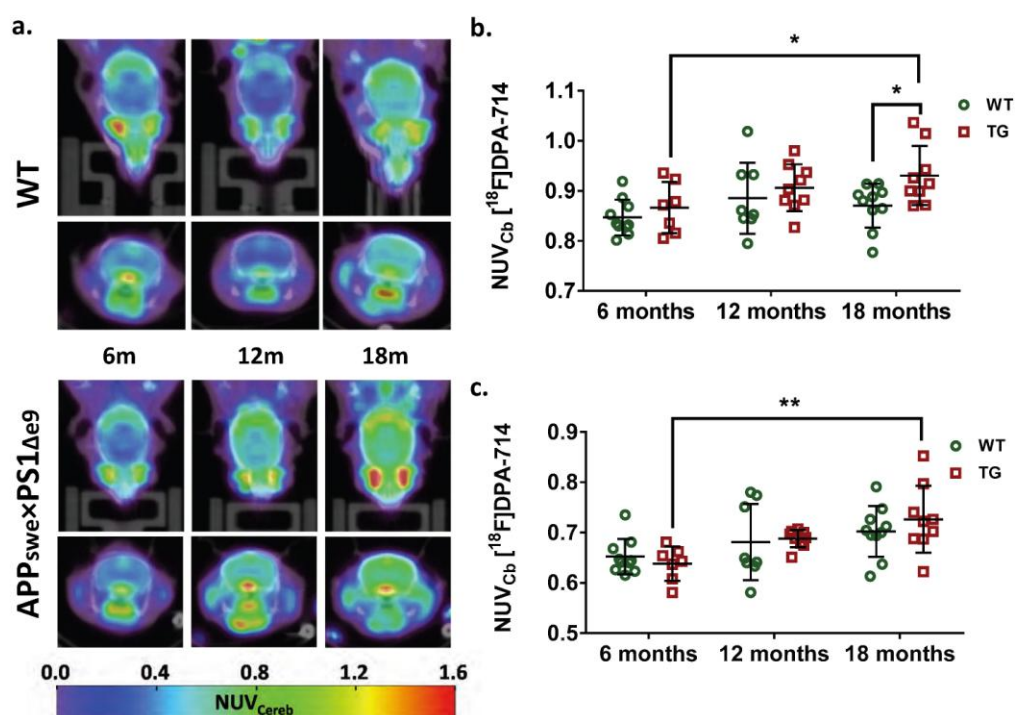 a.
WT
6m 12m 18m
APPswe×PS1Δe9
0.0 0.4 0.8 1.2 1.6
NUVCereb
b.
*
*
WT
TG
NUVCb [18F]DPA-714
1.1
1.0
0.9
0.8
0.7
6 months 12 months 18 months
c.
**
WT
TG
NUVCb [18F]DPA-714
0.8
0.9
0.7
0.6
0.5
6 months 12 months 18 months